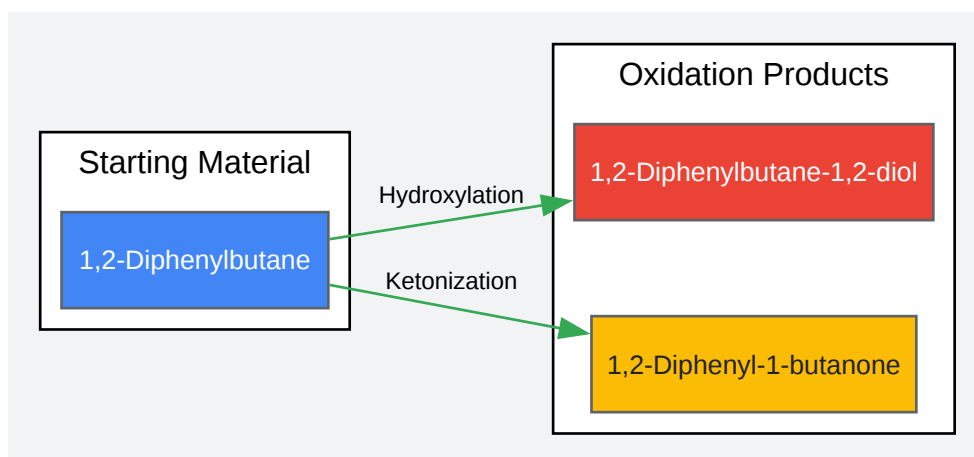 Starting Material
1,2-Diphenylbutane
Hydroxylation
Ketonization
Oxidation Products
1,2-Diphenylbutane-1,2-diol
1,2-Diphenyl-1-butanone